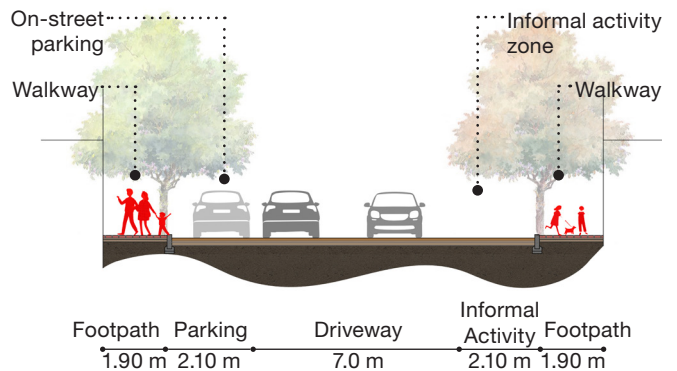 On-street
parking
Walkway
Informal activity
zone
Walkway
Footpath
1.90 m
Parking
2.10 m
Driveway
7.0 m
Informal
Activity
2.10 m
Footpath
1.90 m